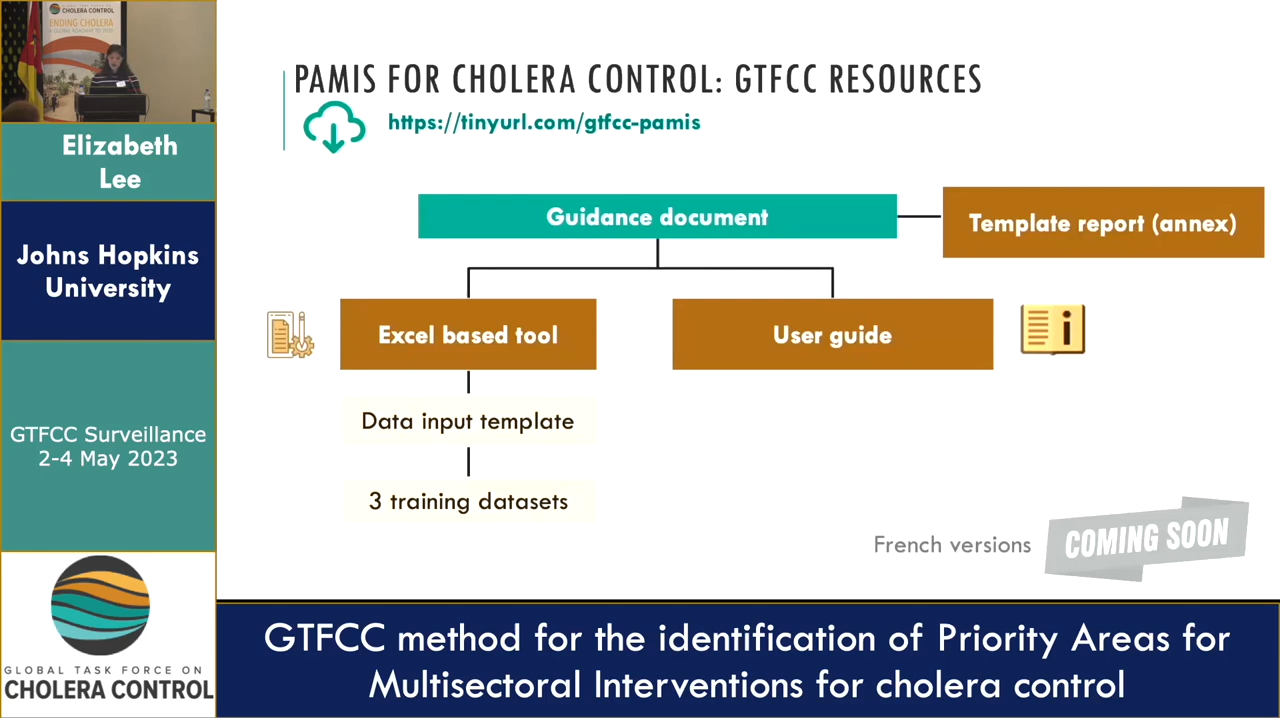 ENDING CHOLERA
A GLOBAL ROADMAP TO 2030
Elizabeth
Lee
Johns Hopkins
University
GTFCC Surveillance
2-4 May 2023
GLOBAL TASK FORCE ON
CHOLERA CONTROL
PAMIS FOR CHOLERA CONTROL: GTFCC RESOURCES
https://tinyurl.com/gtfcc-pamis
Guidance document
Template report (annex)
Excel based tool
User guide
Data input template
3 training datasets
French versions
COMING SOON
GTFCC method for the identification of Priority Areas for
Multisectoral Interventions for cholera control